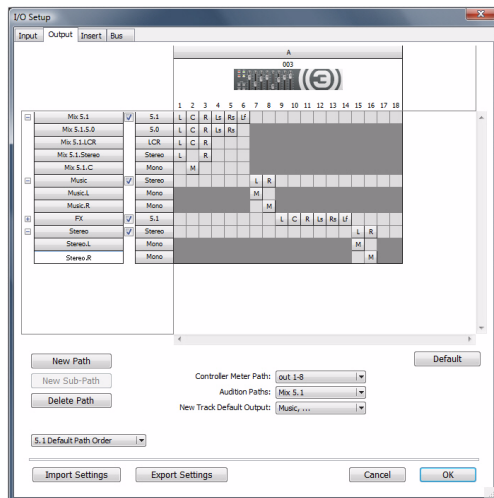 I/O Setup
Input Output Insert Bus
A
003
1 2 3 4 5 6 7 8 9 10 11 12 13 14 15 16 17 18
Mix 5.1 5.1 L C R Ls Rs Lf
Mix 5.1.5.0 5.0 L C R Ls Rs
Mix 5.1.LCR LCR L C R
Mix 5.1.Stereo Stereo L R
Mix 5.1.C Mono M
Music Stereo L R
Music.L Mono M
Music.R Mono M
FX 5.1 L C R Ls Rs Lf
Stereo Stereo L R
Stereo.L Mono M
Stereo.R Mono M
New Path
Default
New Sub-Path
Controller Meter Path: out 1-8
Delete Path
Audition Paths: Mix 5.1
New Track Default Output: Music, ...
5.1 Default Path Order
Import Settings Export Settings Cancel OK